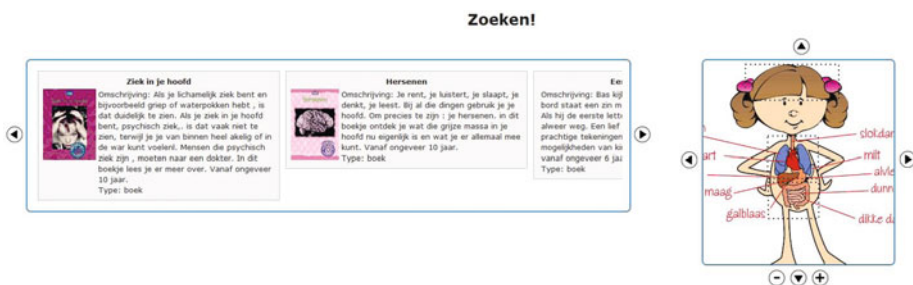 Zoeken!
Ziek in je hoofd
Omschrijving: Als je lichamelijk ziek bent en
bijvoorbeeld griep of waterpokken hebt , is
dat duidelijk te zien. Als je ziek in je hoofd
bent, psychisch ziek,. is dat vaak niet te
zien, terwijl je je van binnen heel akelig of in
de war kunt voelenl. Mensen die psychisch
ziek zijn , moeten naar een dokter. In dit
boekje lees je er meer over. Vanaf ongeveer
10 jaar.
Type: boek
Hersenen
Omschrijving: Je rent, je luistert, je slaapt, je
denkt, je leest. Bij al die dingen gebruik je je
hoofd. Om precies te zijn : je hersenen. in dit
boekje ontdek je wat die grijze massa in je
hoofd nu eigenlijk is en wat je er allemaal mee
kunt. Vanaf ongeveer 10 jaar.
Type: boek
Ee
Omschrijving: Bas kijl
bord staat een zin m
Als hij de eerste lett
alweer weg. Een lief
prachtige tekeningen
mogelijkheden van ki
vanaf ongeveer 6 jaa
Type: boek
slokdar
art
milt
alvle
maag
dunn
galblaas
dikke da